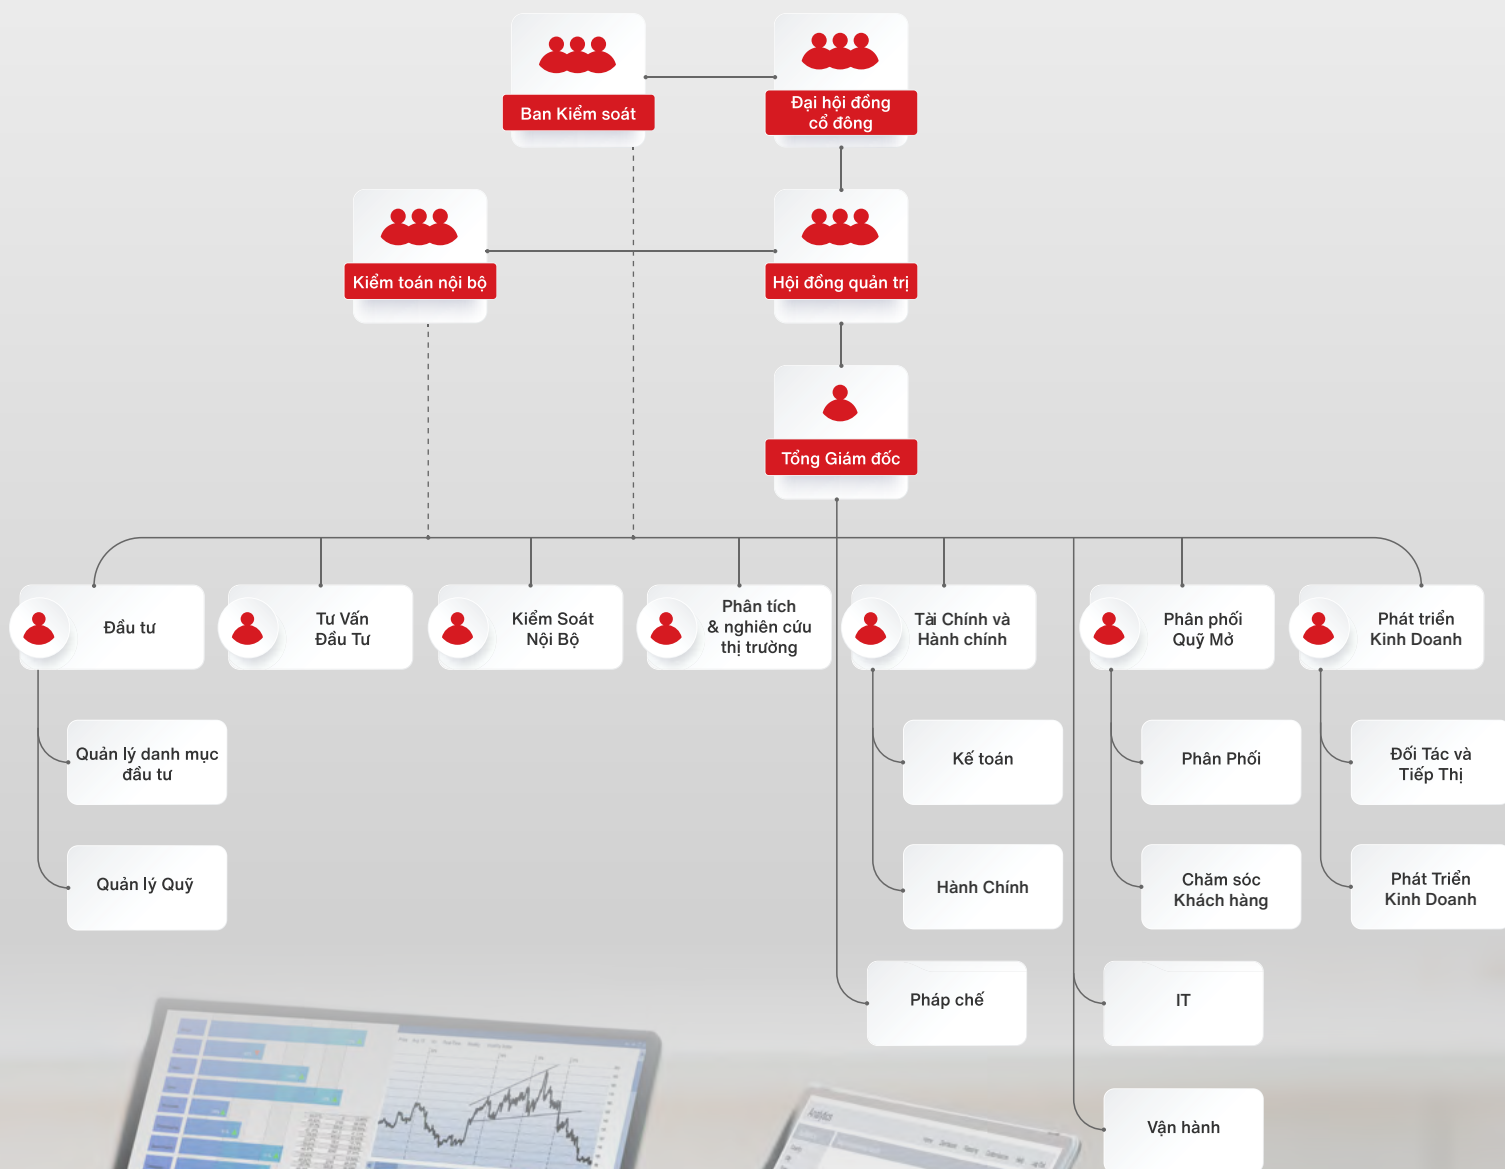 Ban Kiểm soát
Đại hội đồng
cổ đông
Kiểm toán nội bộ
Hội đồng quản trị
Tổng Giám đốc
Đầu tư
Tư Vấn
Đầu Tư
Kiểm Soát
Nội Bộ
Phân tích
& nghiên cứu
thị trường
Tài Chính và
Hành chính
Phân phối
Quỹ Mở
Phát triển
Kinh Doanh
Quản lý danh mục
đầu tư
Kế toán
Phân Phối
Đối Tác và
Tiếp Thị
Quản lý Quỹ
Hành Chính
Chăm sóc
Khách hàng
Phát Triển
Kinh Doanh
Pháp chế
IT
Vận hành
Analytics